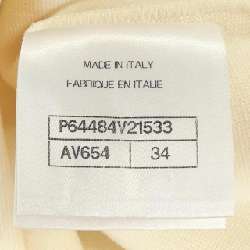 MADE IN ITALY
FABRIQUE EN ITALIE
P64484V21533
AV654 34